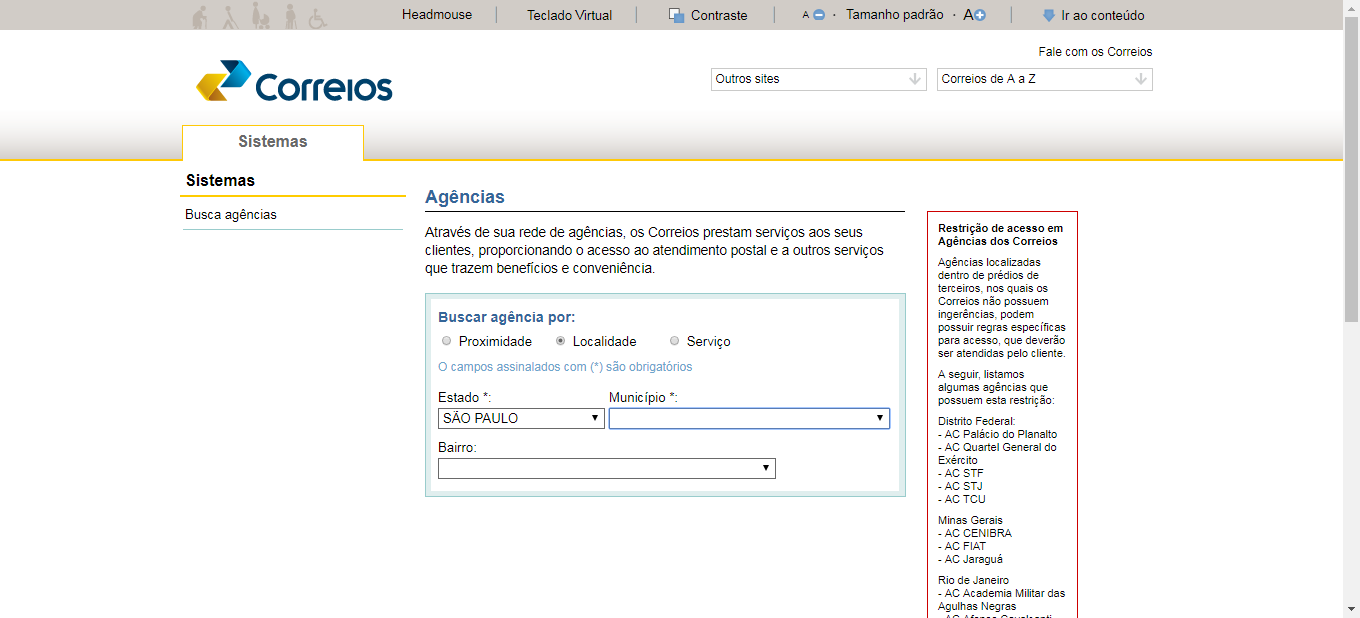 Headmouse
Teclado Virtual
Contraste
A
Tamanho padrão
A
Ir ao conteúdo
Fale com os Correios
Correios
Outros sites
Correios de A a Z
Sistemas
Sistemas
Busca agências
Agências
Através de sua rede de agências, os Correios prestam serviços aos seus
clientes, proporcionando o acesso ao atendimento postal e a outros serviços
que trazem benefícios e conveniência.
Buscar agência por:
Proximidade
Localidade
Serviço
O campos assinalados com (*) são obrigatórios
Estado *:
Município *:
SÃO PAULO
Bairro:
Restrição de acesso em
Agências dos Correios
Agências localizadas
dentro de prédios de
terceiros, nos quais os
Correios não possuem
ingerências, podem
possuir regras específicas
para acesso, que deverão
ser atendidas pelo cliente.
A seguir, listamos
algumas agências que
possuem esta restrição:
Distrito Federal:
- AC Palácio do Planalto
- AC Quartel General do
Exército
- AC STF
- AC STJ
- AC TCU
Minas Gerais
- AC CENIBRA
- AC FIAT
- AC Jaraguá
Rio de Janeiro
- AC Academia Militar das
Agulhas Negras